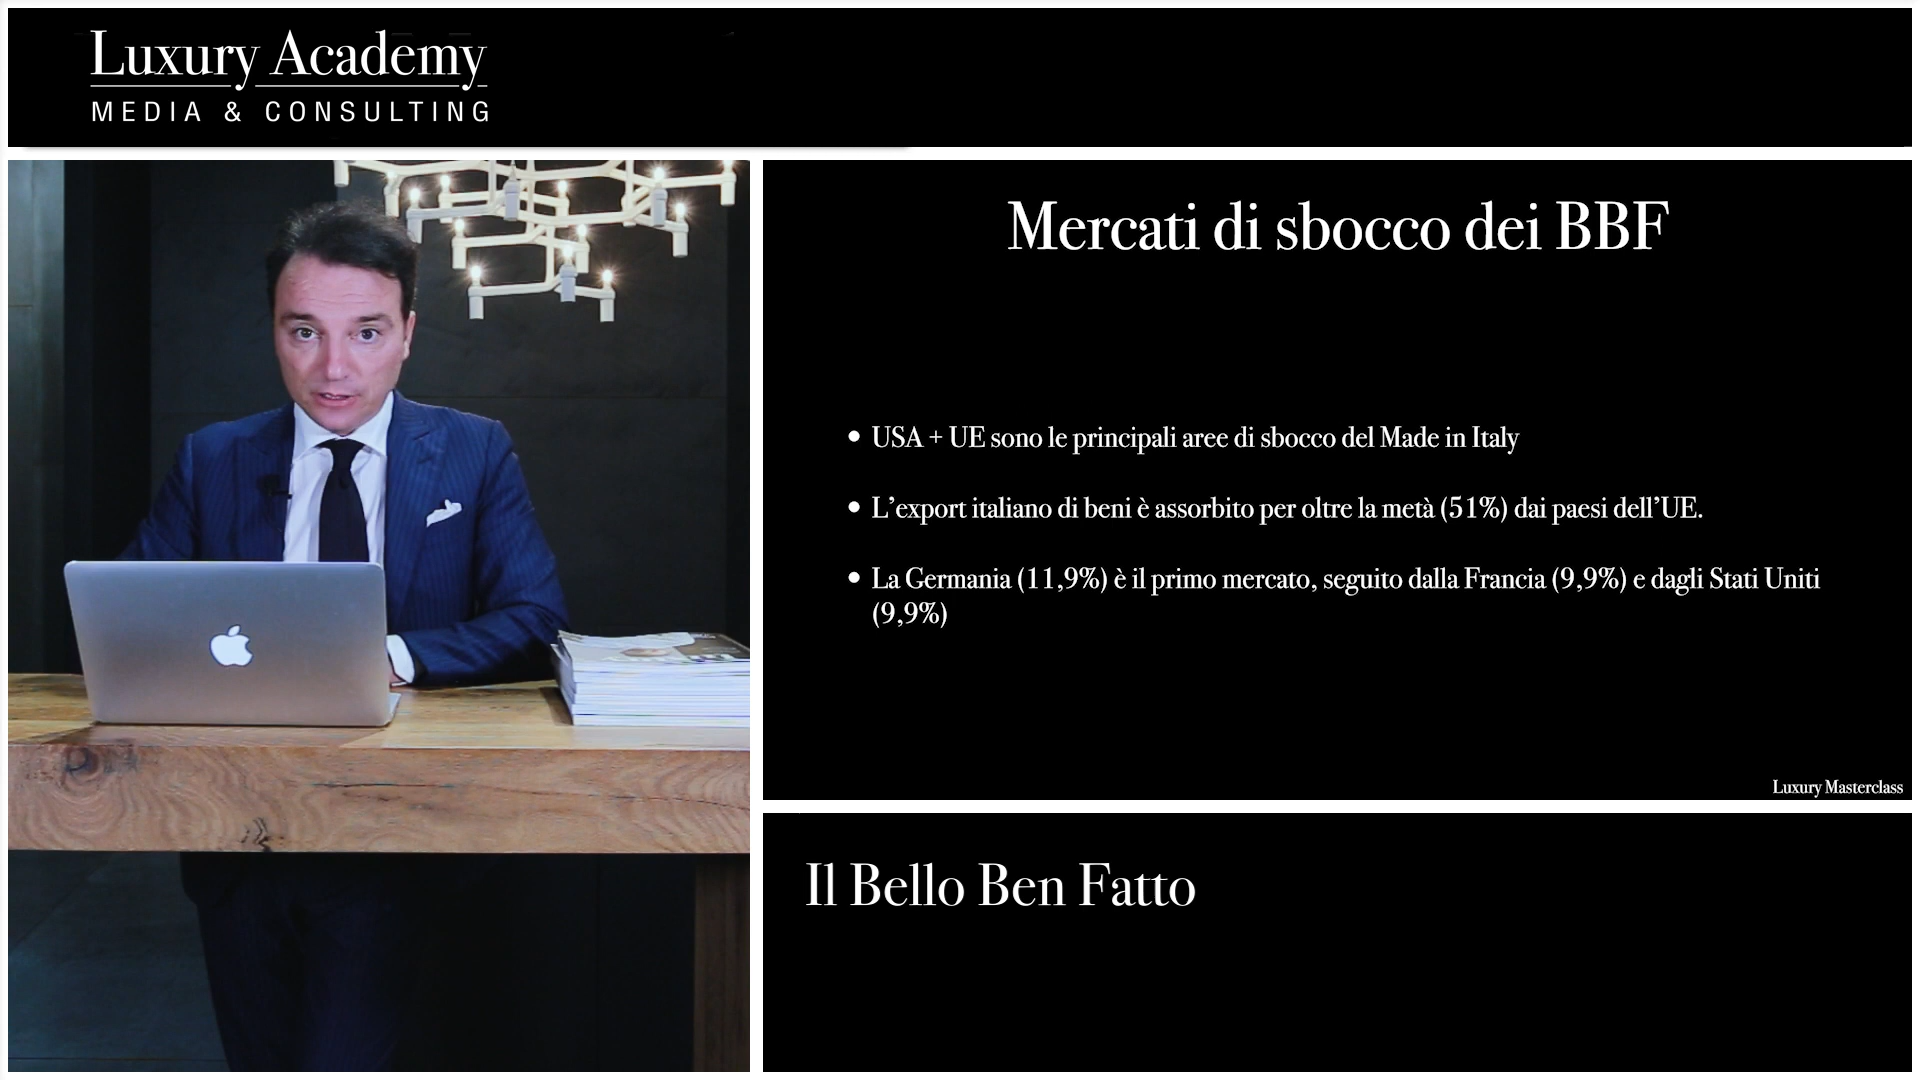 Luxury Academy
MEDIA & CONSULTING
Mercati di sbocco dei BBF
• USA + UE sono le principali aree di sbocco del Made in Italy
• L’export italiano di beni è assorbito per oltre la metà (51%) dai paesi dell’UE.
• La Germania (11,9%) è il primo mercato, seguito dalla Francia (9,9%) e dagli Stati Uniti
(9,9%)
Luxury Masterclass
Il Bello Ben Fatto